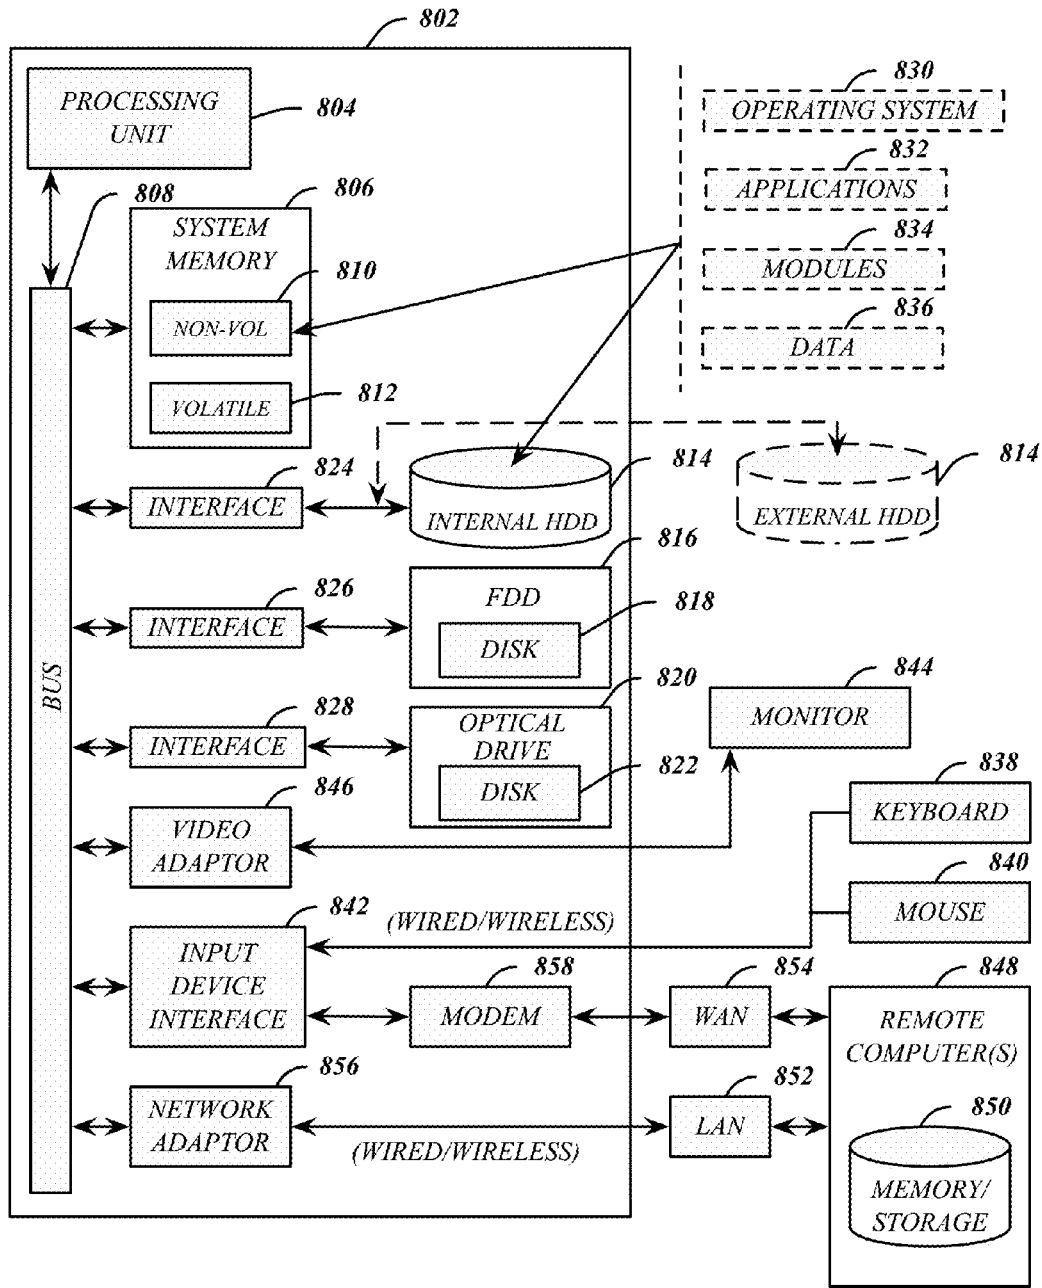 802
PROCESSING
UNIT
804
808
806
SYSTEM
MEMORY
810
NON-VOL
812
VOLATILE
830
OPERATING SYSTEM
832
APPLICATIONS
834
MODULES
836
DATA
824
INTERFACE
814
INTERNAL HDD
814
EXTERNAL HDD
816
826
INTERFACE
FDD
818
DISK
BUS
820
828
INTERFACE
OPTICAL
DRIVE
822
DISK
844
MONITOR
846
VIDEO
ADAPTOR
838
KEYBOARD
840
MOUSE
842
(WIRED/WIRELESS)
INPUT
DEVICE
INTERFACE
858
MODEM
854
WAN
848
REMOTE
COMPUTER(S)
856
NETWORK
ADAPTOR
(WIRED/WIRELESS)
852
LAN
850
MEMORY/
STORAGE